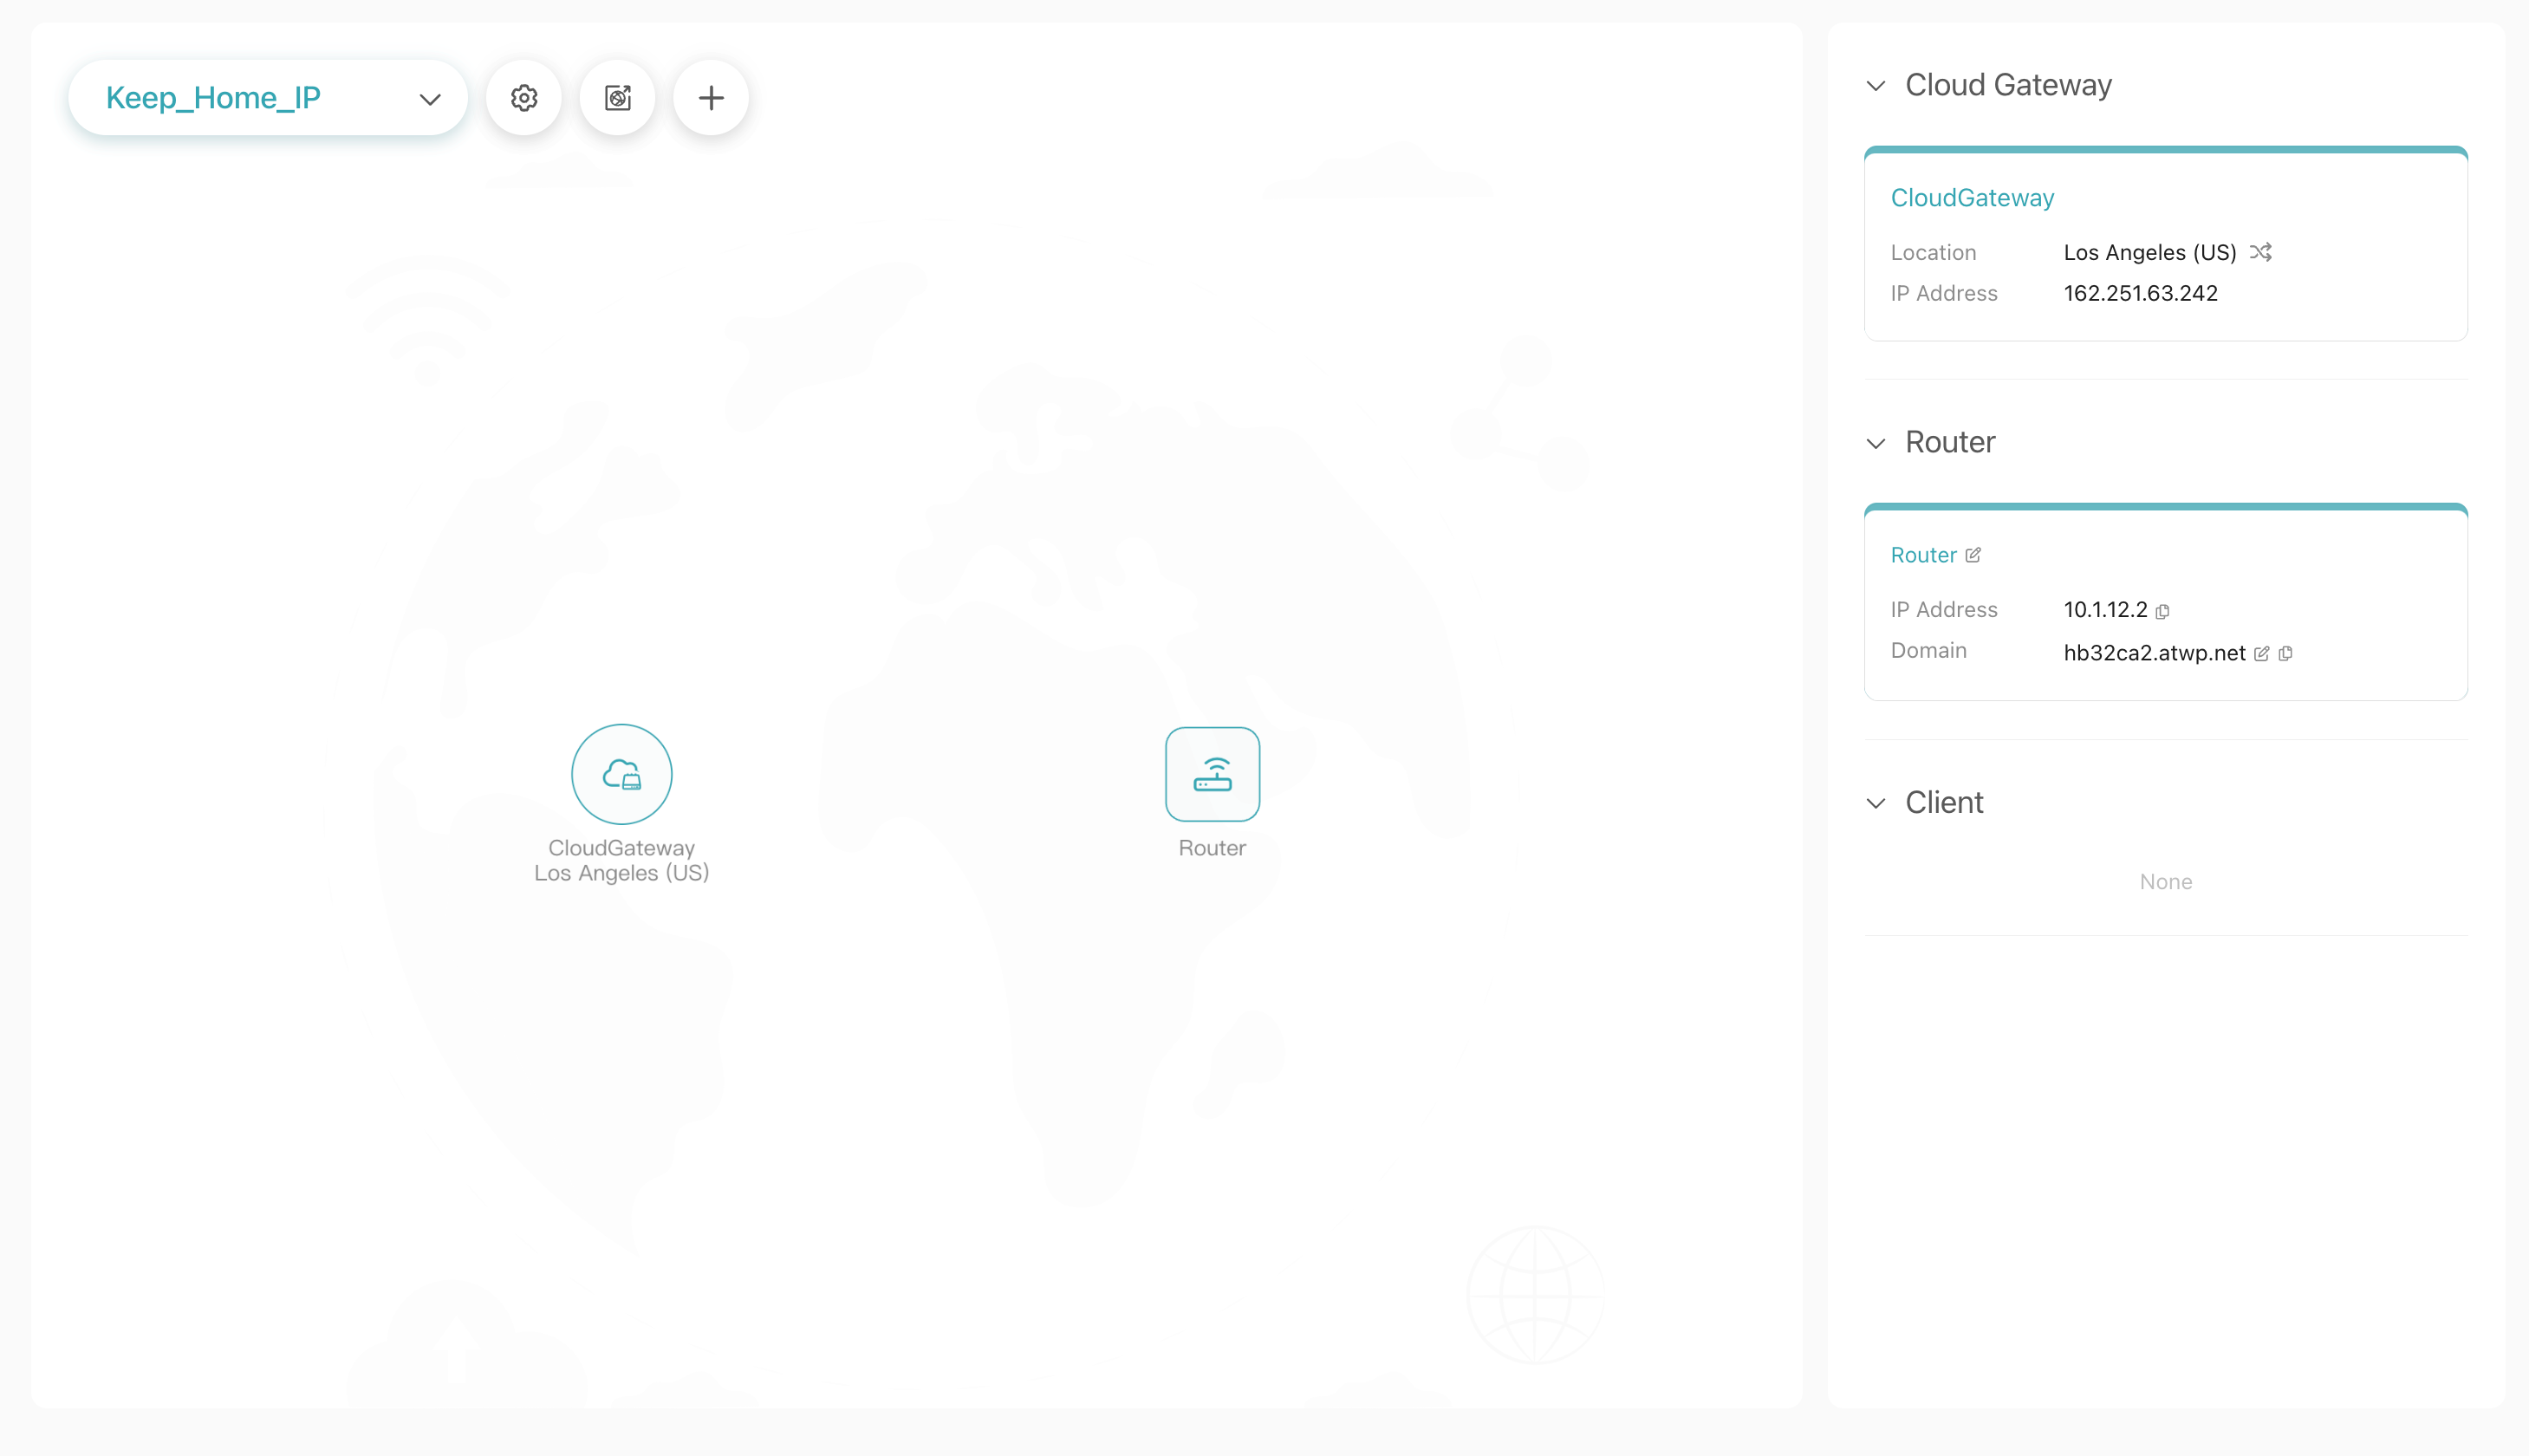 Keep_Home_IP
CloudGateway
Los Angeles (US)
Router
Cloud Gateway
CloudGateway
Location Los Angeles (US)
IP Address 162.251.63.242
Router
Router
IP Address 10.1.12.2
Domain hb32ca2.atwp.net
Client
None